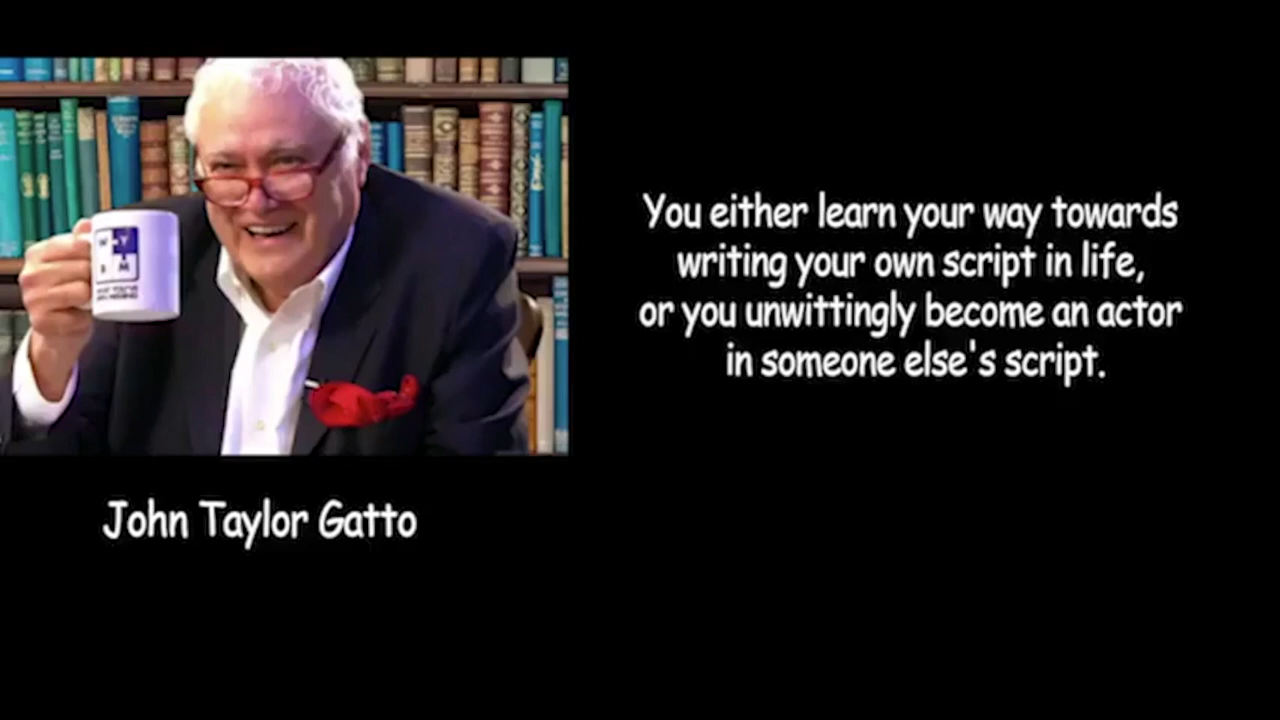 W Y
B M
John Taylor Gatto
You either learn your way towards
writing your own script in life,
or you unwittingly become an actor
in someone else's script.